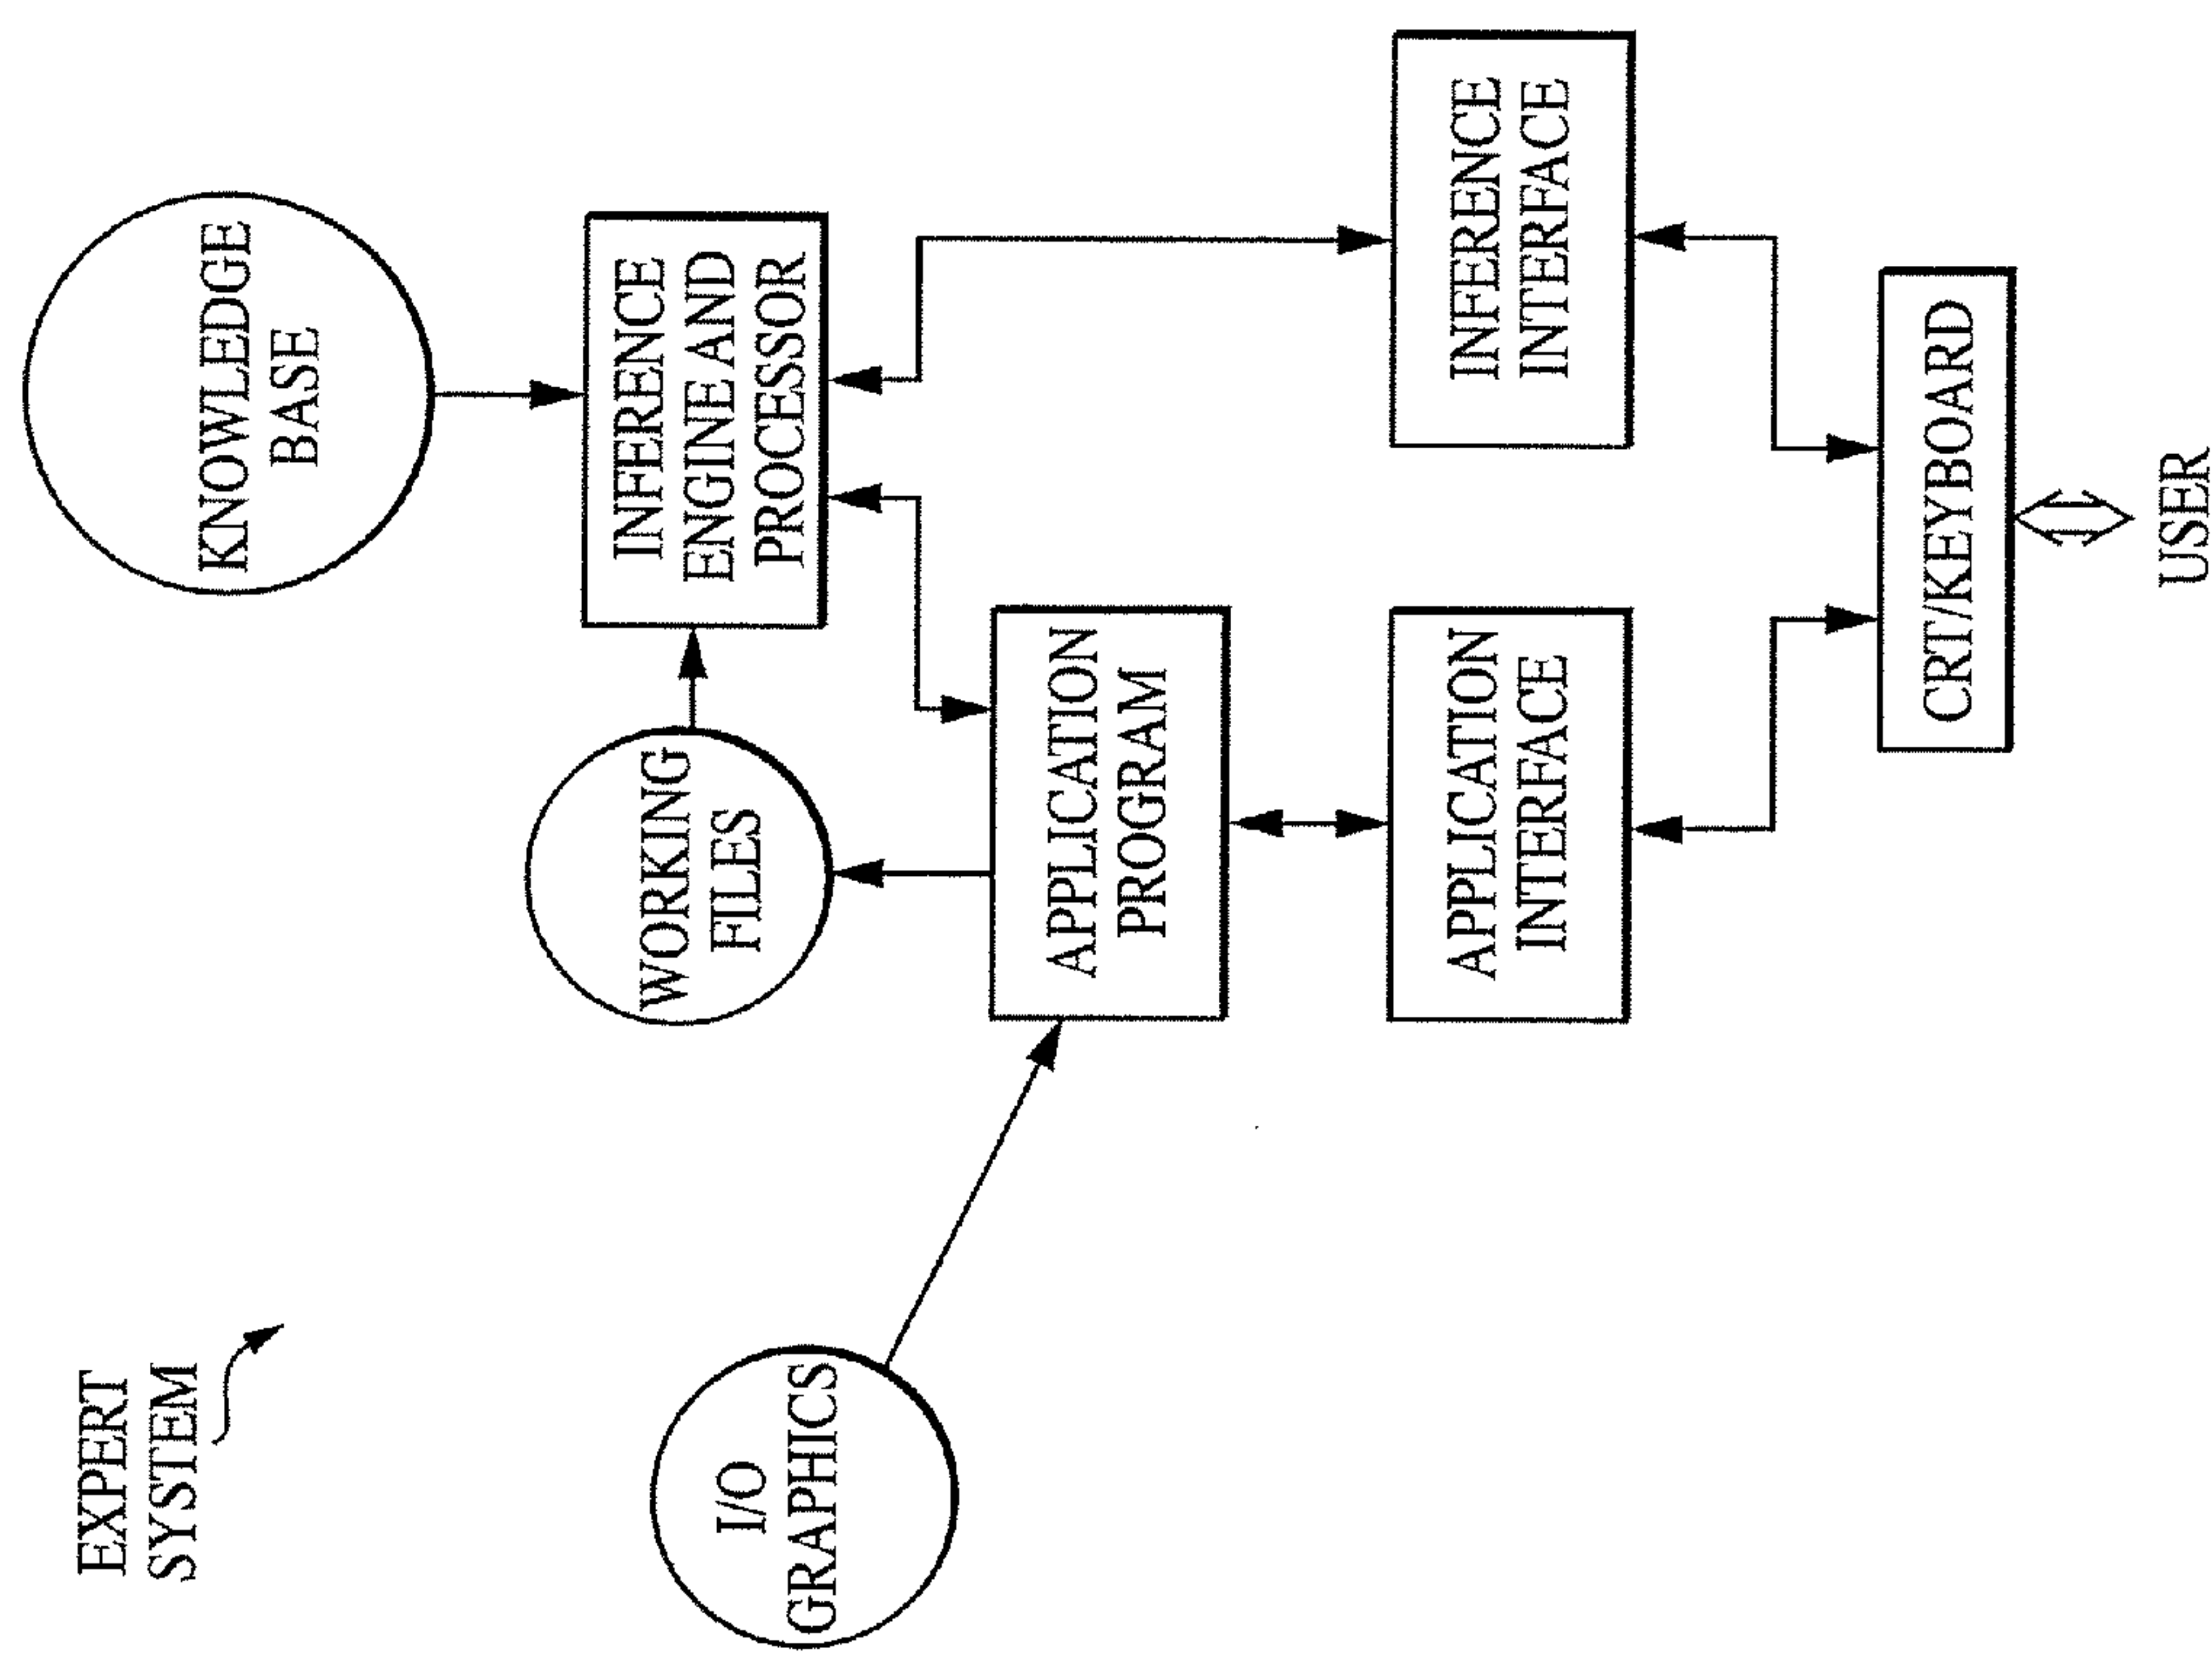 EXPERT
SYSTEM
KNOWLEDGE
BASE
WORKING
FILES
INFERENCE
ENGINE AND
PROCESSOR
I/O
GRAPHICS
APPLICATION
PROGRAM
APPLICATION
INTERFACE
INFERENCE
INTERFACE
CRT/KEYBOARD
USER